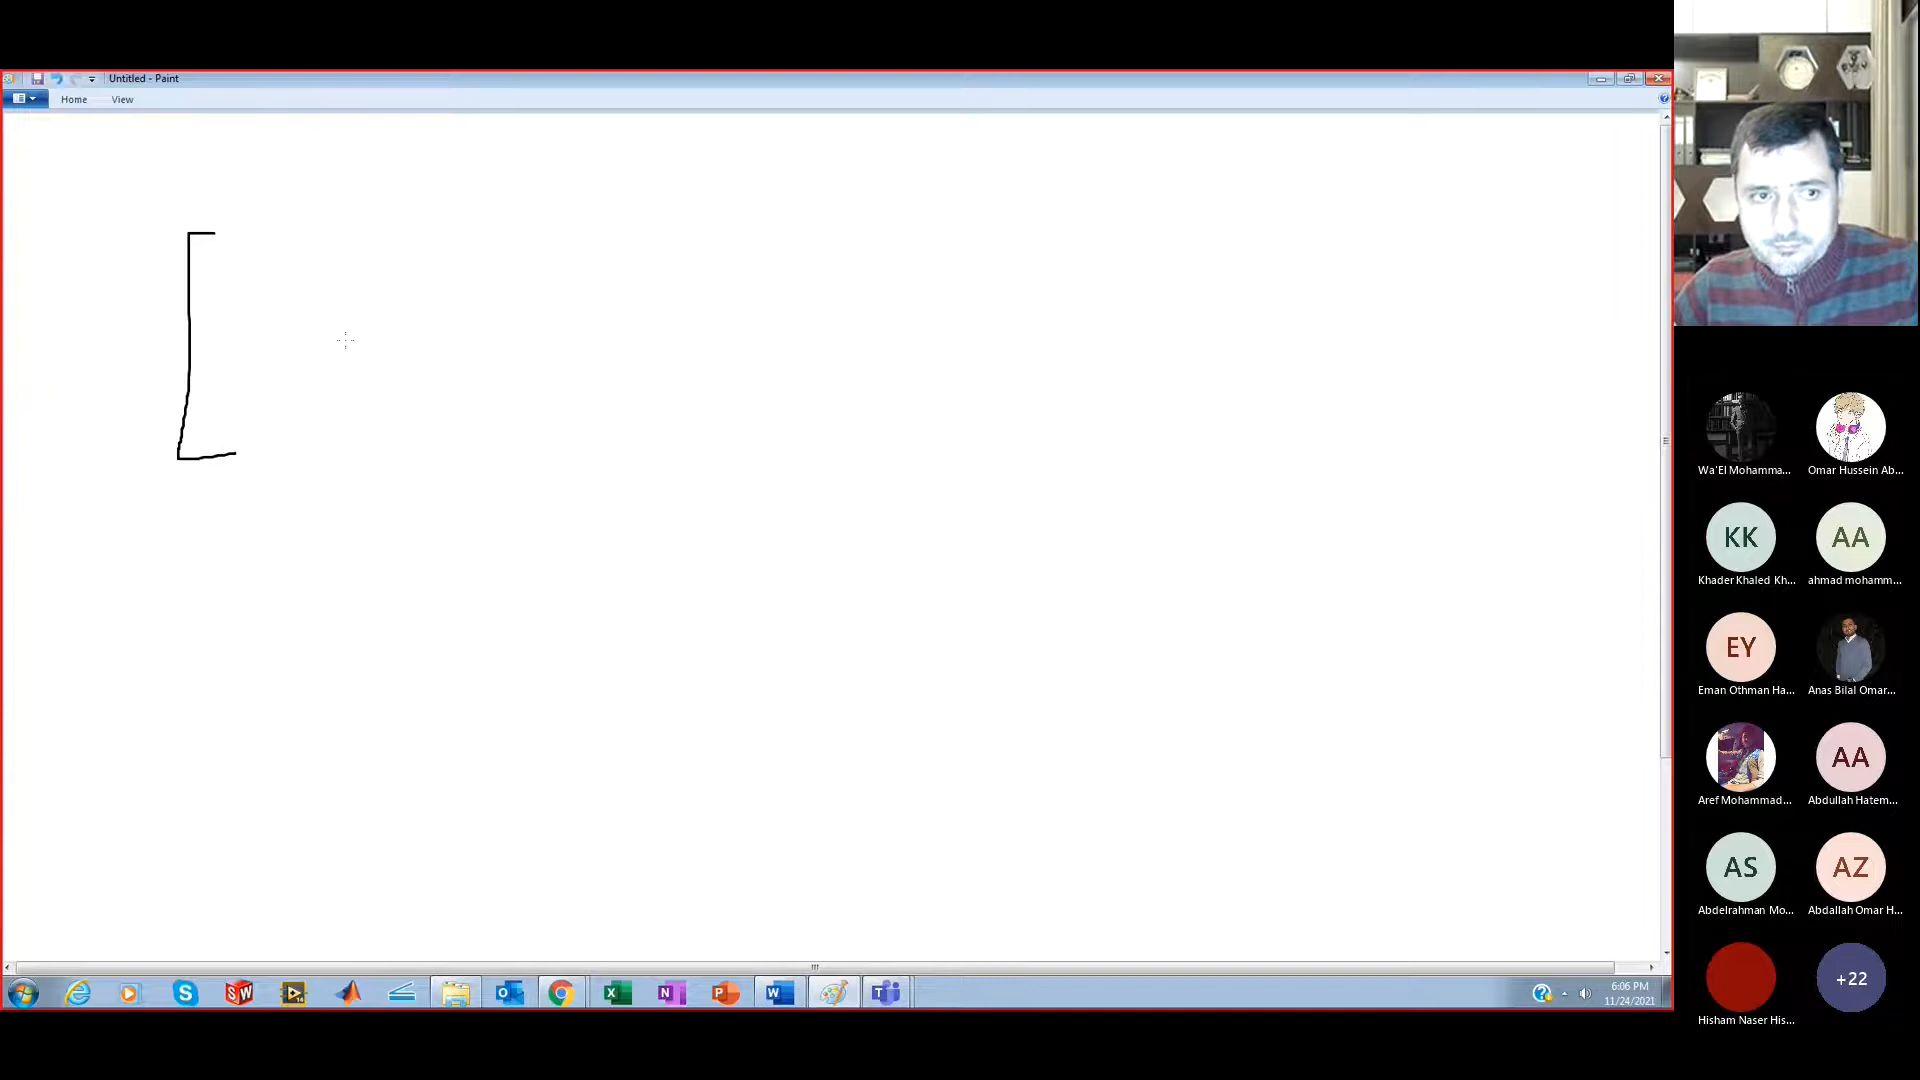 Untitled - Paint
Home View
Wa'El Mohamma... Omar Hussein Ab...
KK AA
Khader Khaled Kh... ahmad mohamm...
EY
Eman Othman Ha... Anas Bilal Omar...
AA
Aref Mohammad... Abdullah Hatem...
AS AZ
Abdelrahman Mo... Abdallah Omar H...
+22
Hisham Naser His...
6:06 PM
11/24/2021